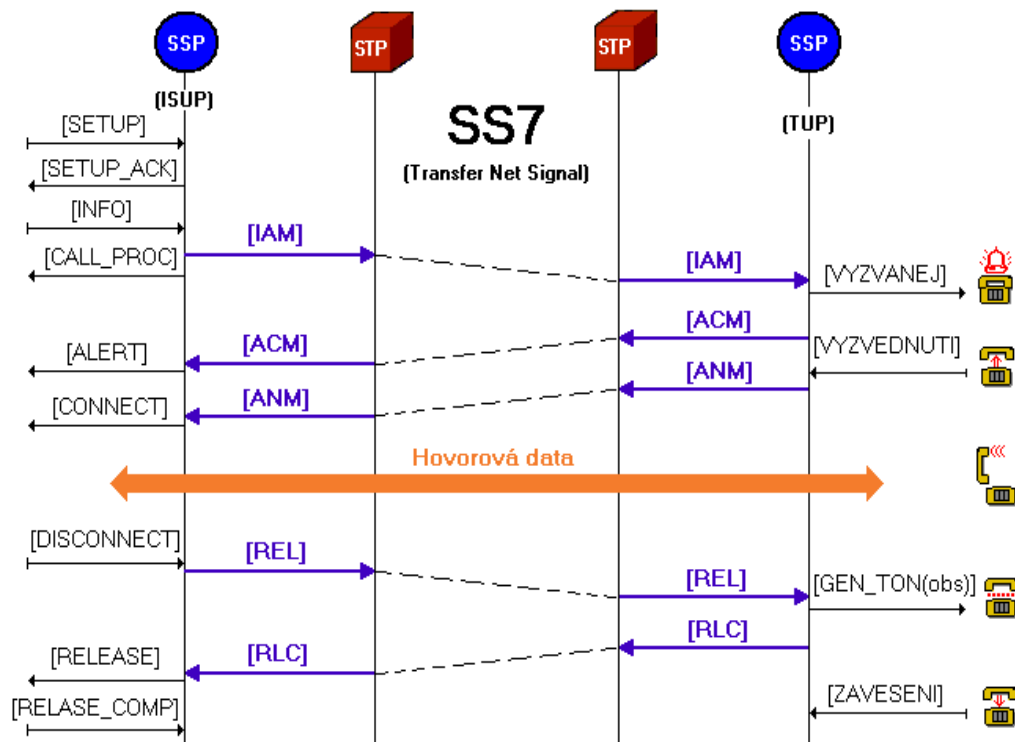 SSP
STP
STP
SSP
(ISUP)
SS7
(TUP)
[SETUP]
[SETUP_ACK]
(Transfer Net Signal)
[INFO]
[IAM]
[CALL_PROC]
[IAM]
[VYZVANEJ]
[ACM]
[ALERT]
[ACM]
[VYZVEDNUTI]
[ANM]
[CONNECT]
[ANM]
Hovorová data
[DISCONNECT]
[REL]
[REL]
[GEN_TON(obs)]
[RLC]
[RELEASE]
[RLC]
[RELASE_COMP]
[ZAVESENI]